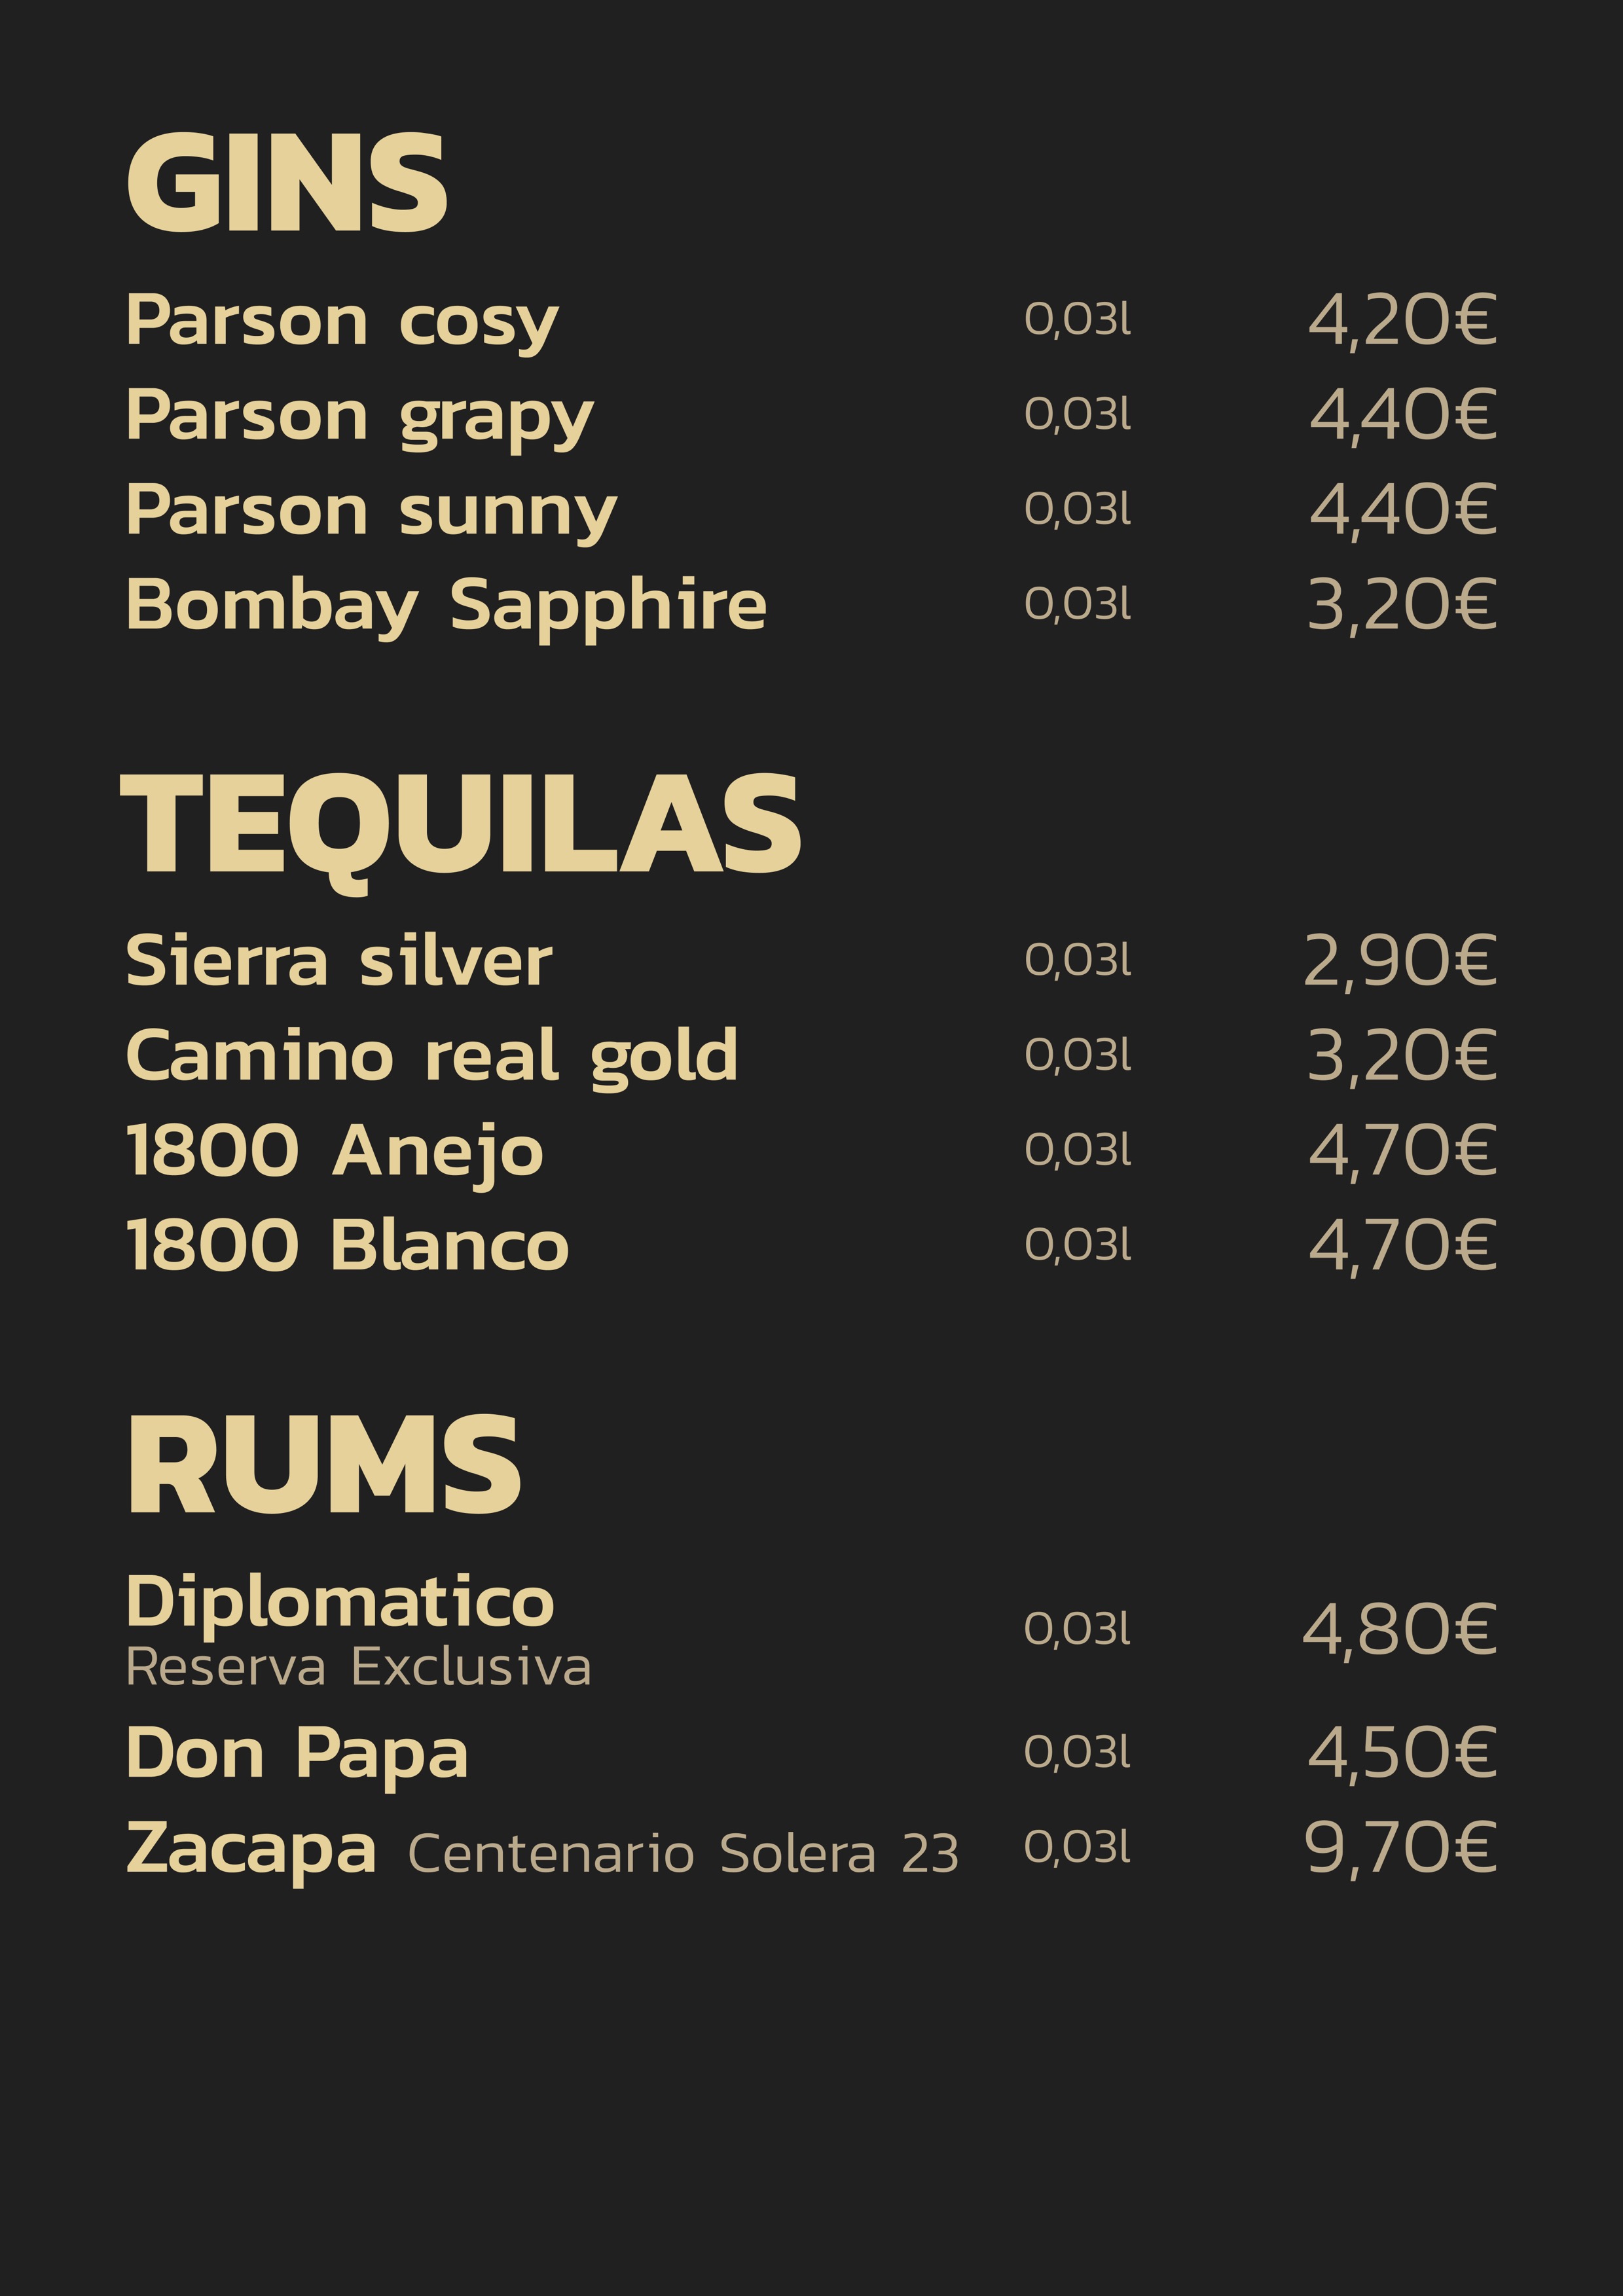 GINS
Parson cosy 0,03l 4,20€
Parson grapy 0,03l 4,40€
Parson sunny 0,03l 4,40€
Bombay Sapphire 0,03l 3,20€
TEQUILAS
Sierra silver 0,03l 2,90€
Camino real gold 0,03l 3,20€
1800 Anejo 0,03l 4,70€
1800 Blanco 0,03l 4,70€
RUMS
Diplomatico 0,03l 4,80€
Reserva Exclusiva
Don Papa 0,03l 4,50€
Zacapa Centenario Solera 23 0,03l 9,70€